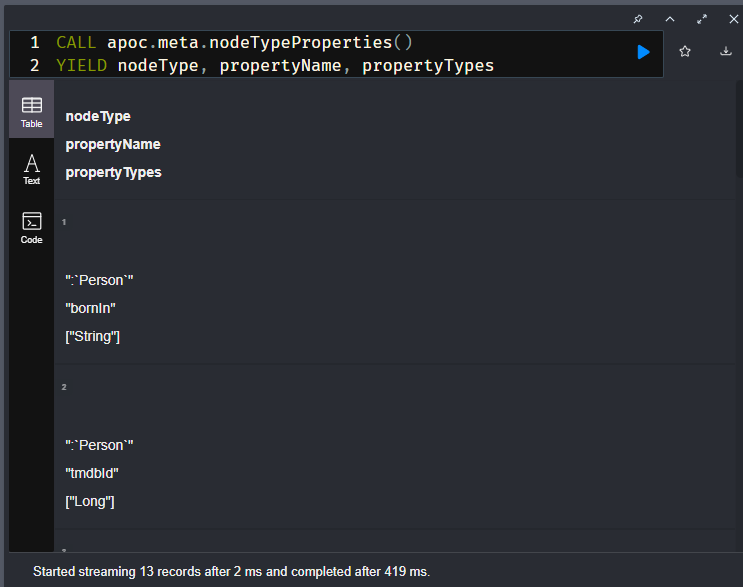 1 CALL apoc.meta.nodeTypeProperties()
2 YIELD nodeType, propertyName, propertyTypes
Table
Text
Code
nodeType
propertyName
propertyTypes
1
":`Person`"
"bornIn"
["String"]
2
":`Person`"
"tmdbId"
["Long"]
Started streaming 13 records after 2 ms and completed after 419 ms.